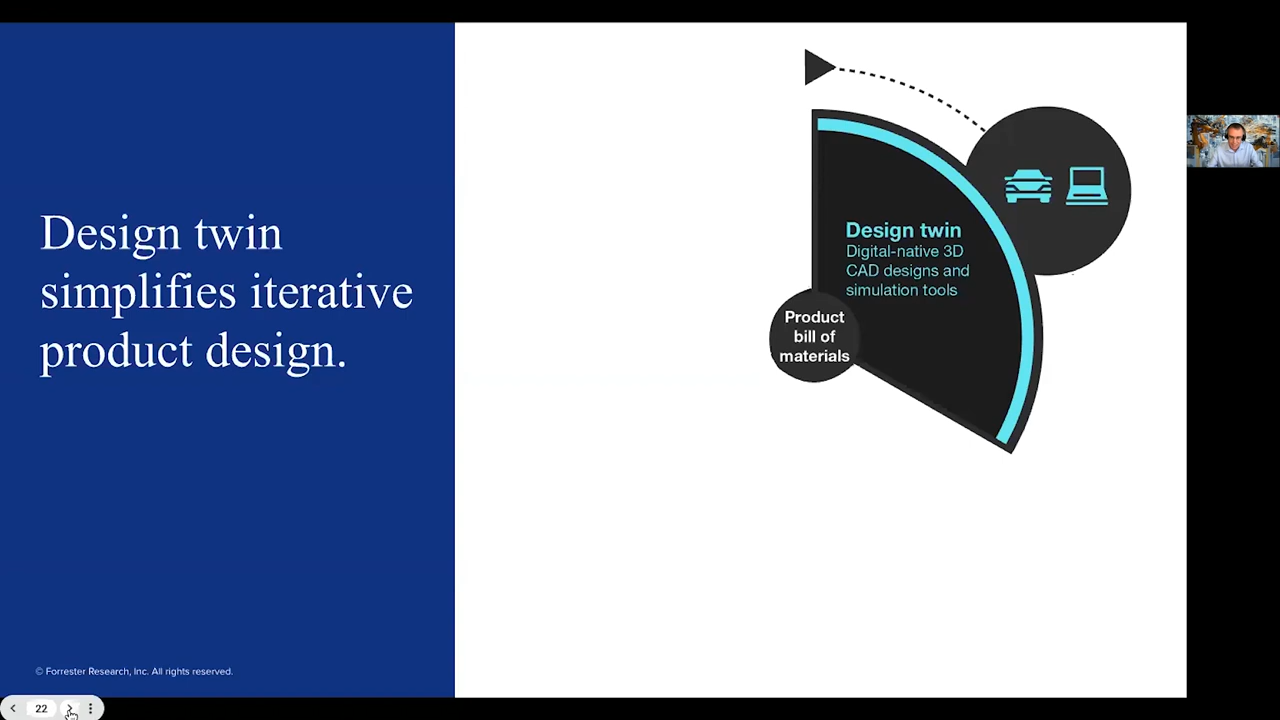 Design twin
simplifies iterative
product design.
Design twin
Digital-native 3D
CAD designs and
simulation tools
Product
bill of
materials
© Forrester Research, Inc. All rights reserved.
22